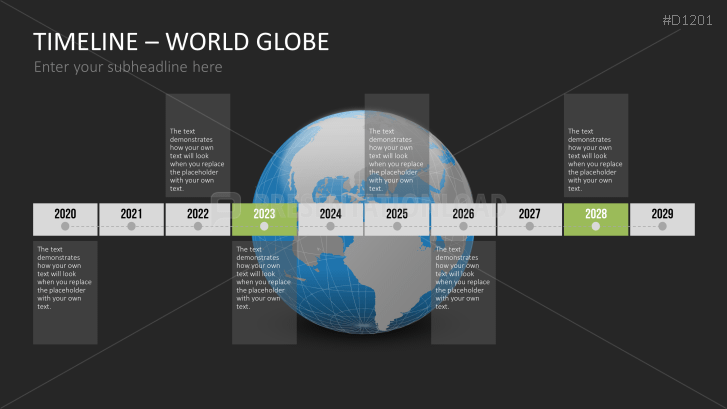 #D1201
TIMELINE – WORLD GLOBE
Enter your subheadline here
The text
demonstrates
how your own
text will look
when you replace
the placeholder
with your own
text.
The text
demonstrates
how your own
text will look
when you replace
the placeholder
with your own
text.
The text
demonstrates
how your own
text will look
when you replace
the placeholder
with your own
text.
PRESENTATIONLOAD
2020 2021 2022 2023 2024 2025 2026 2027 2028 2029
The text
demonstrates
how your own
text will look
when you replace
the placeholder
with your own
text.
The text
demonstrates
how your own
text will look
when you replace
the placeholder
with your own
text.
The text
demonstrates
how your own
text will look
when you replace
the placeholder
with your own
text.